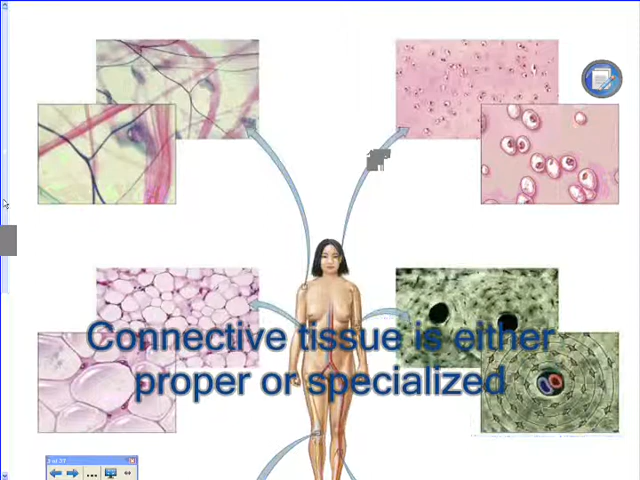 Connective tissue is either
proper or specialized